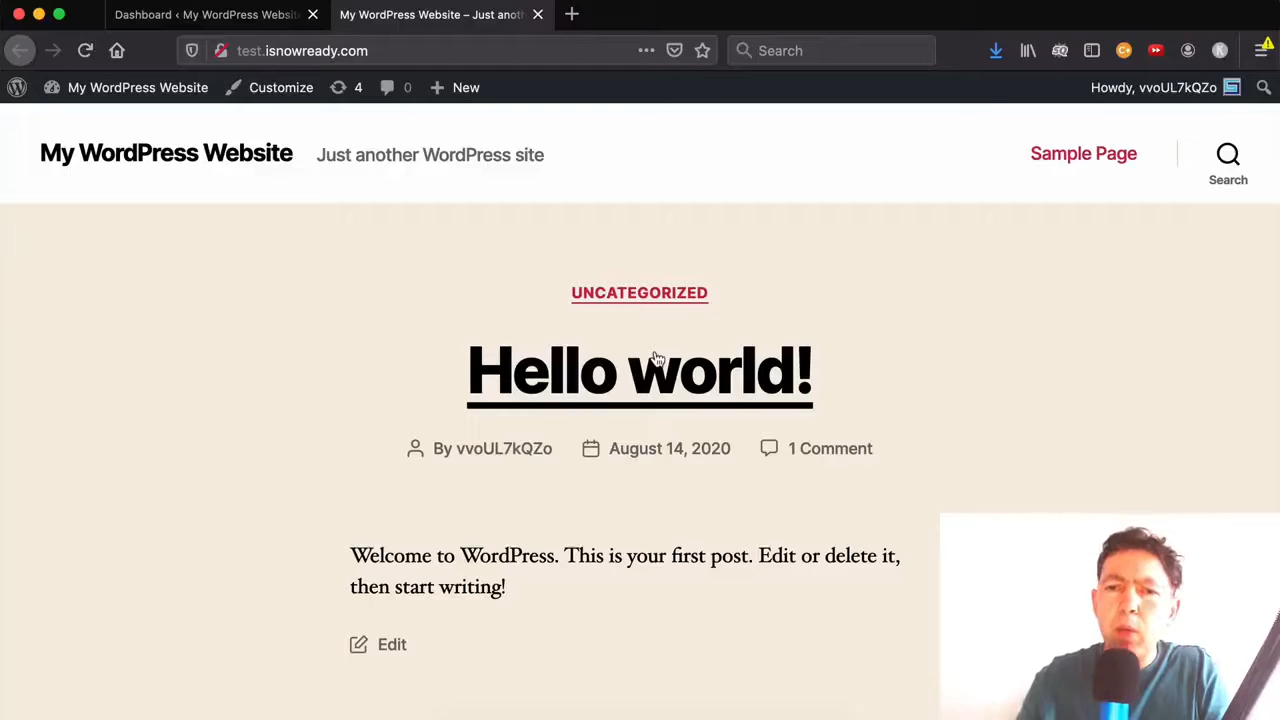 Dashboard ‹ My WordPress Websit
My WordPress Website – Just anot
test.isnowready.com
Search
My WordPress Website
Customize
4
0
New
Howdy, vvoUL7kQZo
My WordPress Website
Just another WordPress site
Sample Page
Search
UNCATEGORIZED
Hello world!
By vvoUL7kQZo
August 14, 2020
1 Comment
Welcome to WordPress. This is your first post. Edit or delete it,
then start writing!
Edit